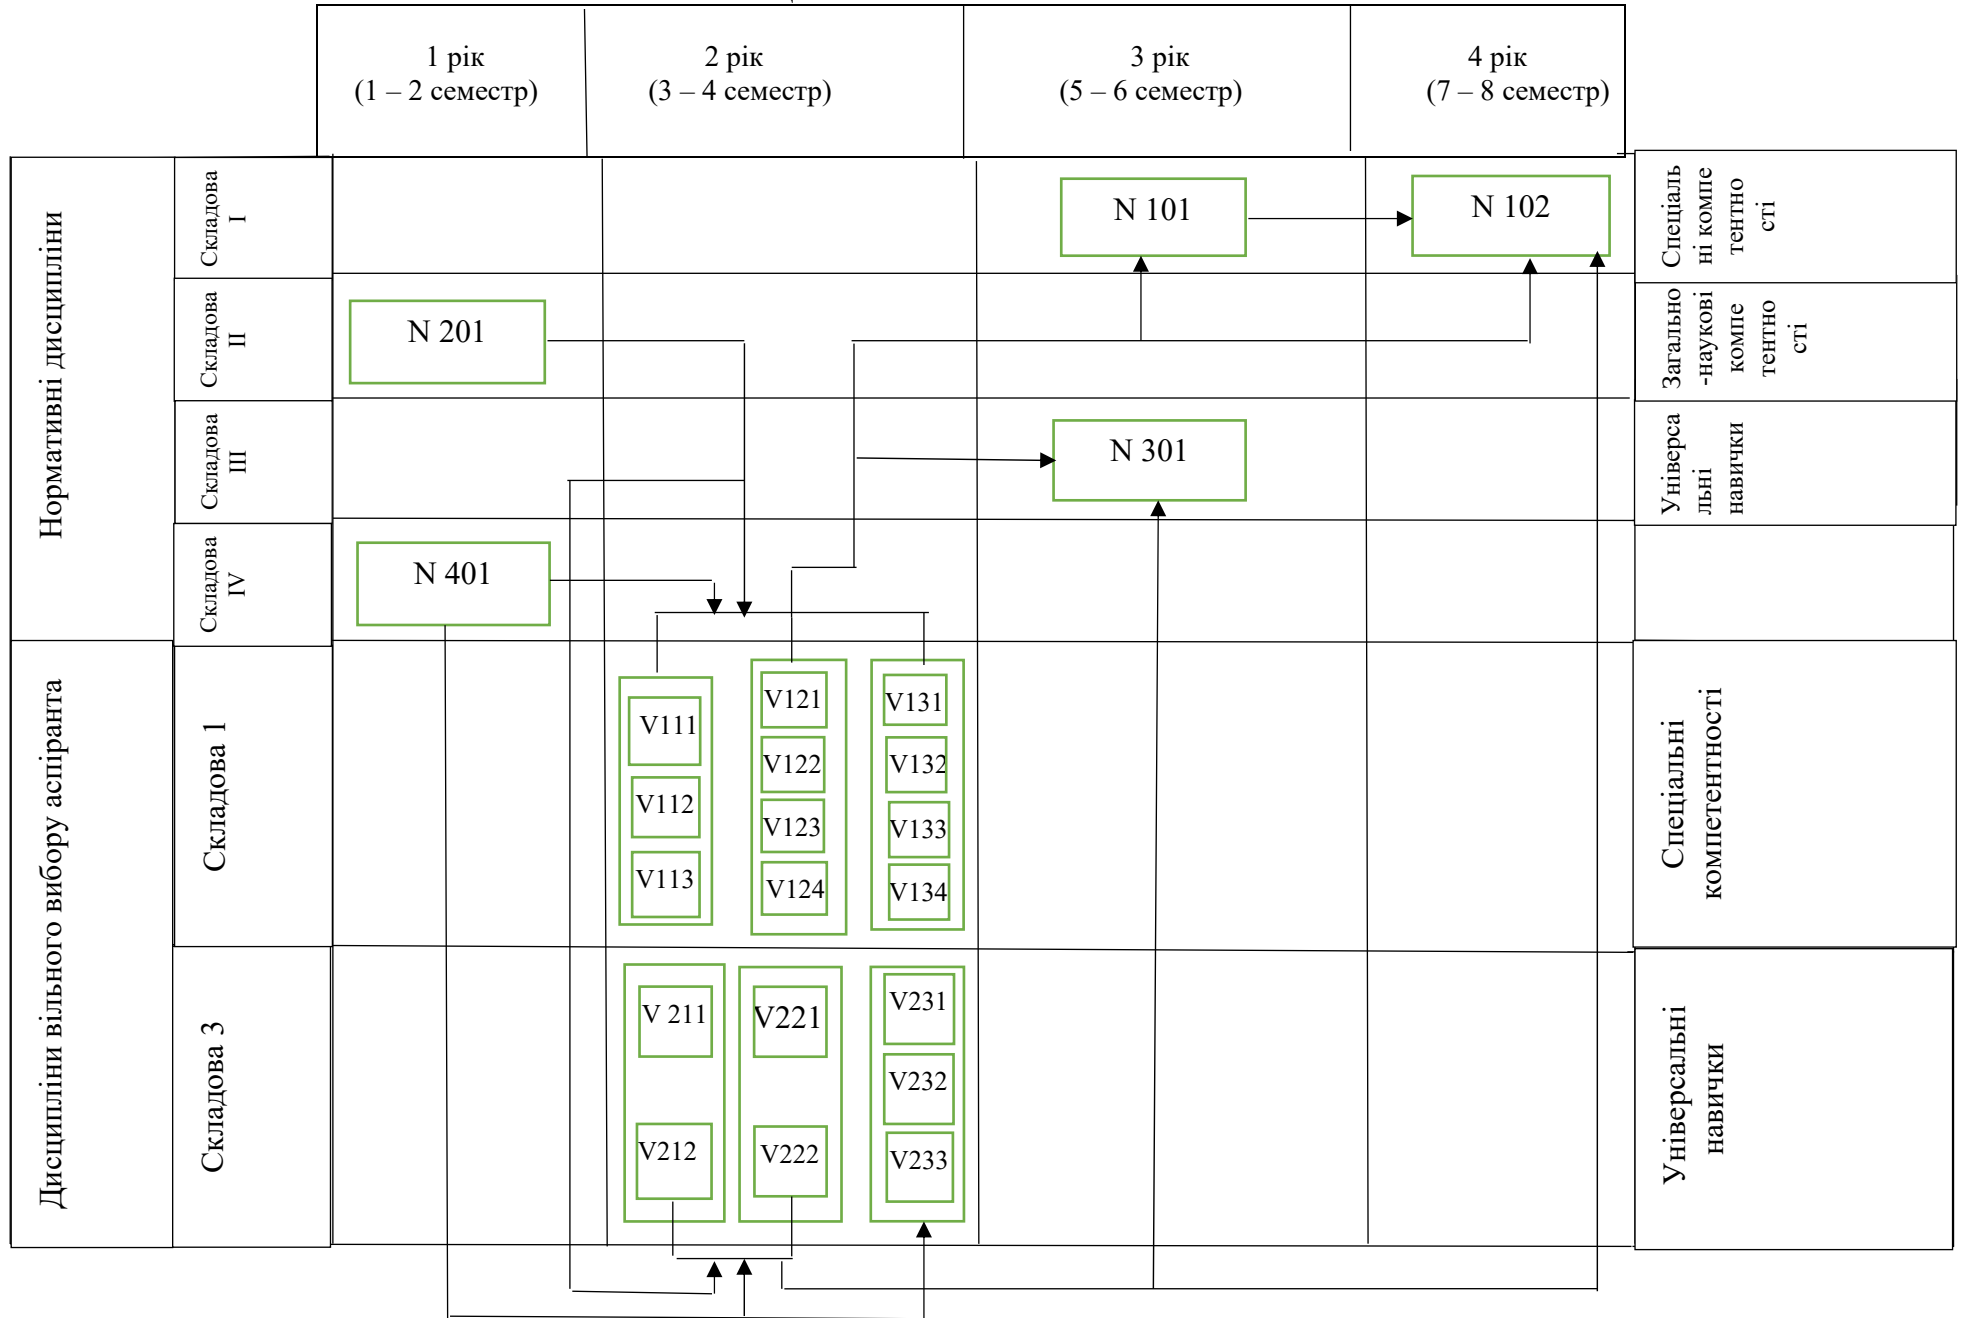 1 рік
(1 – 2 семестр)
2 рік
(3 – 4 семестр)
3 рік
(5 – 6 семестр)
4 рік
(7 – 8 семестр)
Нормативні дисципліни
Складова
I
N 101
N 102
Спеціаль
ні компе
тентно
сті
Складова
II
N 201
Загально
-наукові
компе
тентно
сті
Складова
III
N 301
Універса
льні
навички
Складова
IV
N 401
Дисципліни вільного вибору аспіранта
Складова 1
V111
V112
V113
V121
V122
V123
V124
V131
V132
V133
V134
Спеціальні
компетентності
Складова 3
V 211
V212
V221
V222
V231
V232
V233
Універсальні
навички